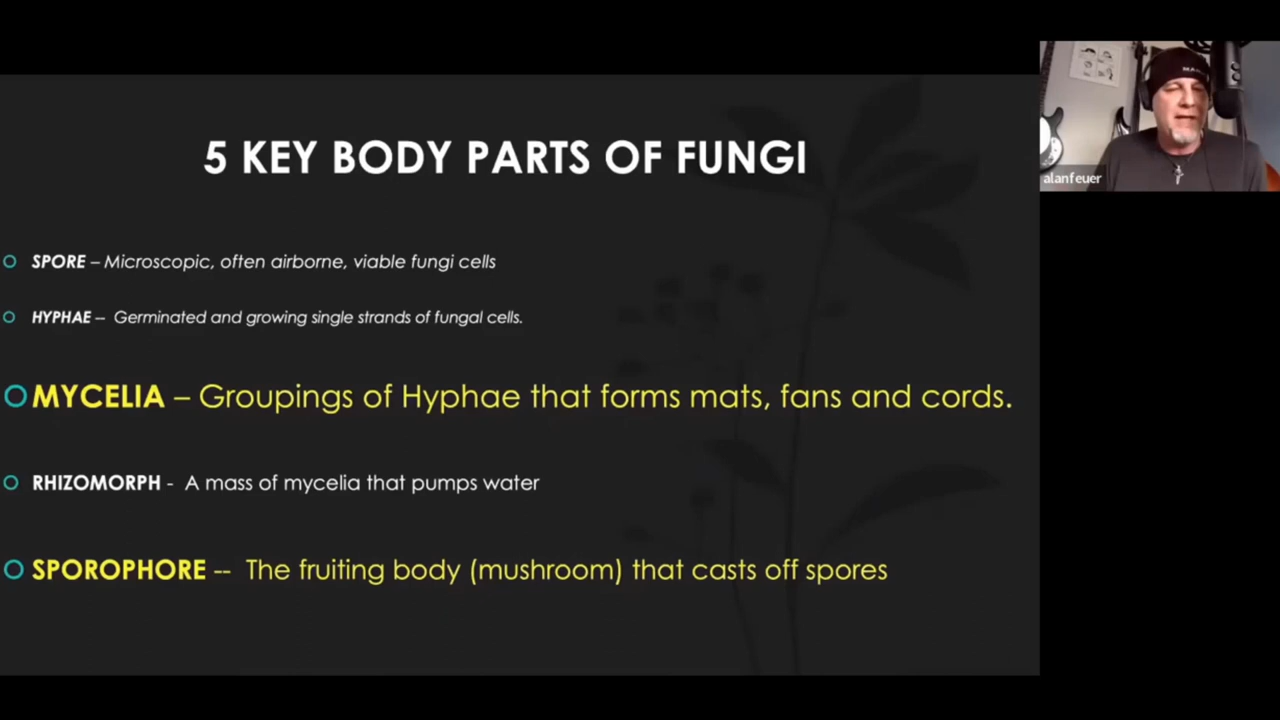 5 KEY BODY PARTS OF FUNGI
SPORE – Microscopic, often airborne, viable fungi cells
HYPHAE – Germinated and growing single strands of fungal cells.
MYCELIA – Groupings of Hyphae that forms mats, fans and cords.
RHIZOMORPH - A mass of mycelia that pumps water
SPOROPHORE -- The fruiting body (mushroom) that casts off spores
alanfeuer